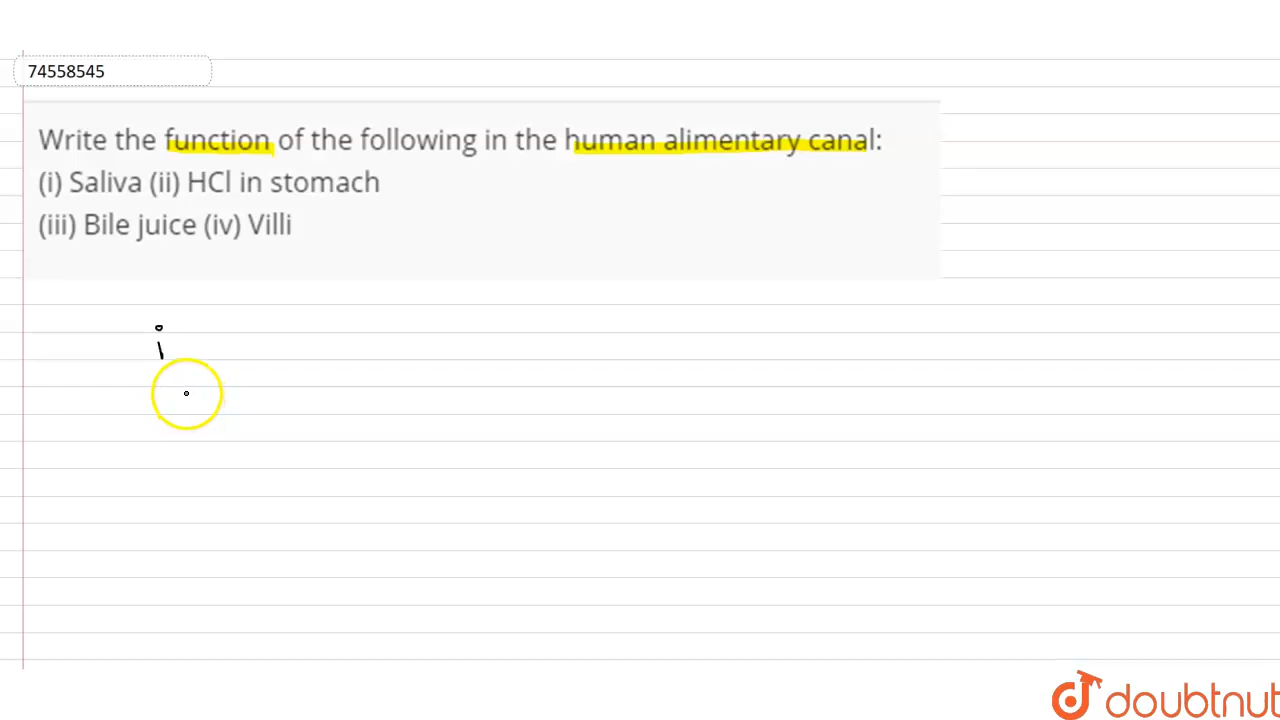 74558545
Write the function of the following in the human alimentary canal:
(i) Saliva (ii) HCl in stomach
(iii) Bile juice (iv) Villi
doubtnut